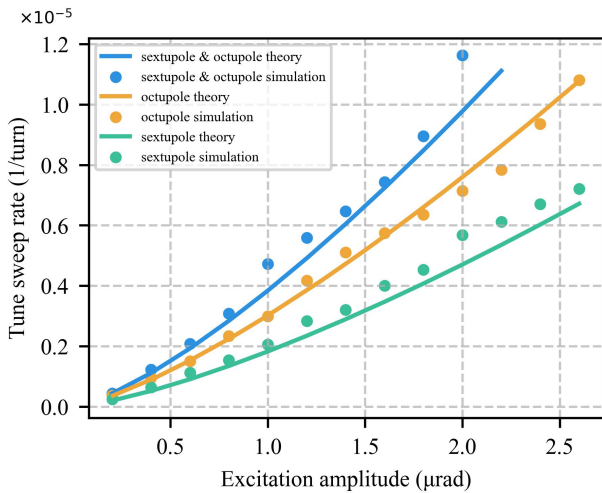 ×10⁻⁵
1.2
1.0
0.8
0.6
0.4
0.2
0.0
Tune sweep rate (1/turn)
sextupole & octupole theory
sextupole & octupole simulation
octupole theory
octupole simulation
sextupole theory
sextupole simulation
0.5 1.0 1.5 2.0 2.5
Excitation amplitude (μrad)